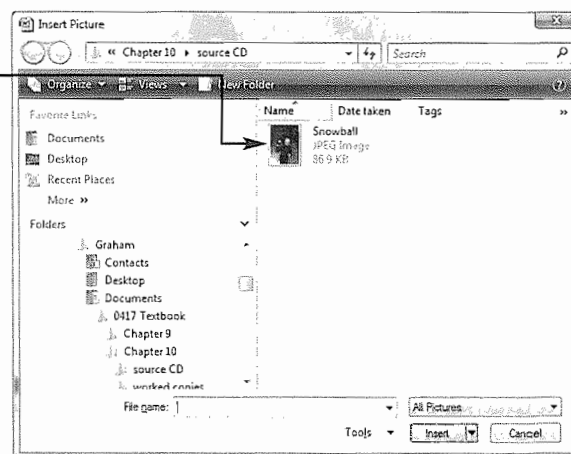 Insert Picture
« Chapter 10 ▸ source CD
Search
Organize Views New Folder
Favorite Links
Documents
Desktop
Recent Places
More »
Folders
Graham
Contacts
Desktop
Documents
0417 Textbook
Chapter 9
Chapter 10
source CD
worked copies
Name Date taken Tags »
Snowball
JPEG Image
86.9 KB
File name:
All Pictures
Tools Insert Cancel